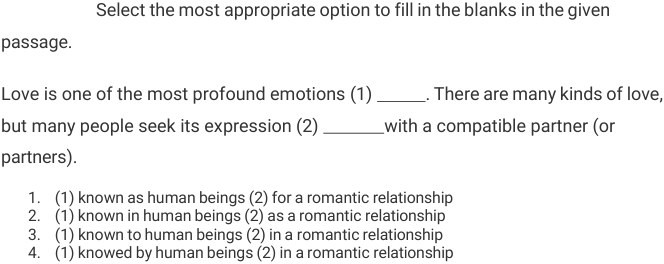 Select the most appropriate option to fill in the blanks in the given
passage.
Love is one of the most profound emotions (1) _____. There are many kinds of love,
but many people seek its expression (2) ______with a compatible partner (or
partners).
1. (1) known as human beings (2) for a romantic relationship
2. (1) known in human beings (2) as a romantic relationship
3. (1) known to human beings (2) in a romantic relationship
4. (1) knowed by human beings (2) in a romantic relationship